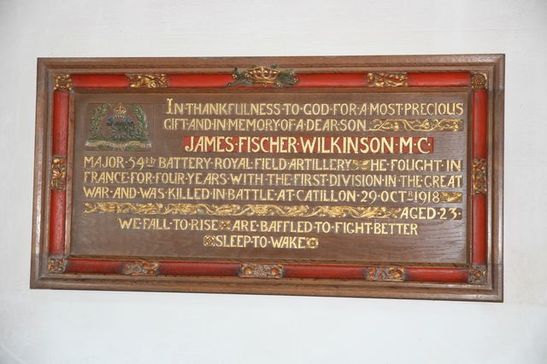 IN·THANKFULNESS·TO·GOD·FOR·A·MOST·PRECIOUS
GIFT·AND·IN·MEMORY·OF·A·DEAR·SON
JAMES·FISCHER·WILKINSON·M·C·
MAJOR·54TH BATTERY·ROYAL·FIELD·ARTILLERY HE·FOUGHT·IN
FRANCE·FOR·FOUR·YEARS·WITH·THE·FIRST·DIVISION·IN·THE·GREAT
WAR·AND·WAS·KILLED·IN·BATTLE·AT·CATILLON·29·OCTR 1918
AGED·23·
WE·FALL·TO·RISE ARE·BAFFLED·TO·FIGHT·BETTER
SLEEP·TO·WAKE